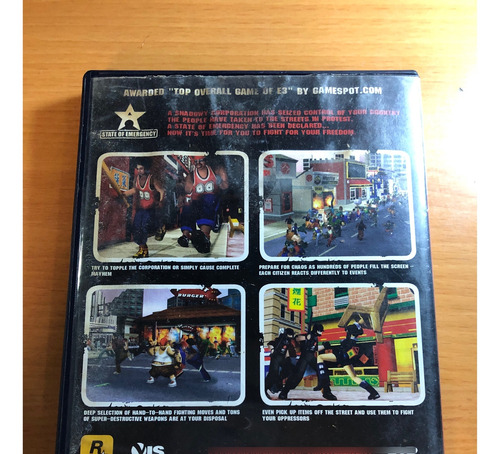 AWARDED "TOP OVERALL GAME OF E3" BY GAMESPOT.COM
STATE OF EMERGENCY
A SHADOWY CORPORATION HAS SEIZED CONTROL OF YOUR COUNTRY
THE PEOPLE HAVE TAKEN TO THE STREETS IN PROTEST.
A STATE OF EMERGENCY HAS BEEN DECLARED...
NOW IT'S TIME FOR YOU TO FIGHT FOR YOUR FREEDOM.
TRY TO TOPPLE THE CORPORATION OR SIMPLY CAUSE COMPLETE
MAYHEM
PREPARE FOR CHAOS AS HUNDREDS OF PEOPLE FILL THE SCREEN -
EACH CITIZEN REACTS DIFFERENTLY TO EVENTS
BURGER
煙
花
DEEP SELECTION OF HAND-TO-HAND FIGHTING MOVES AND TONS
OF SUPER-DESTRUCTIVE WEAPONS ARE AT YOUR DISPOSAL
EVEN PICK UP ITEMS OFF THE STREET AND USE THEM TO FIGHT
YOUR OPPRESSORS
R
VIS